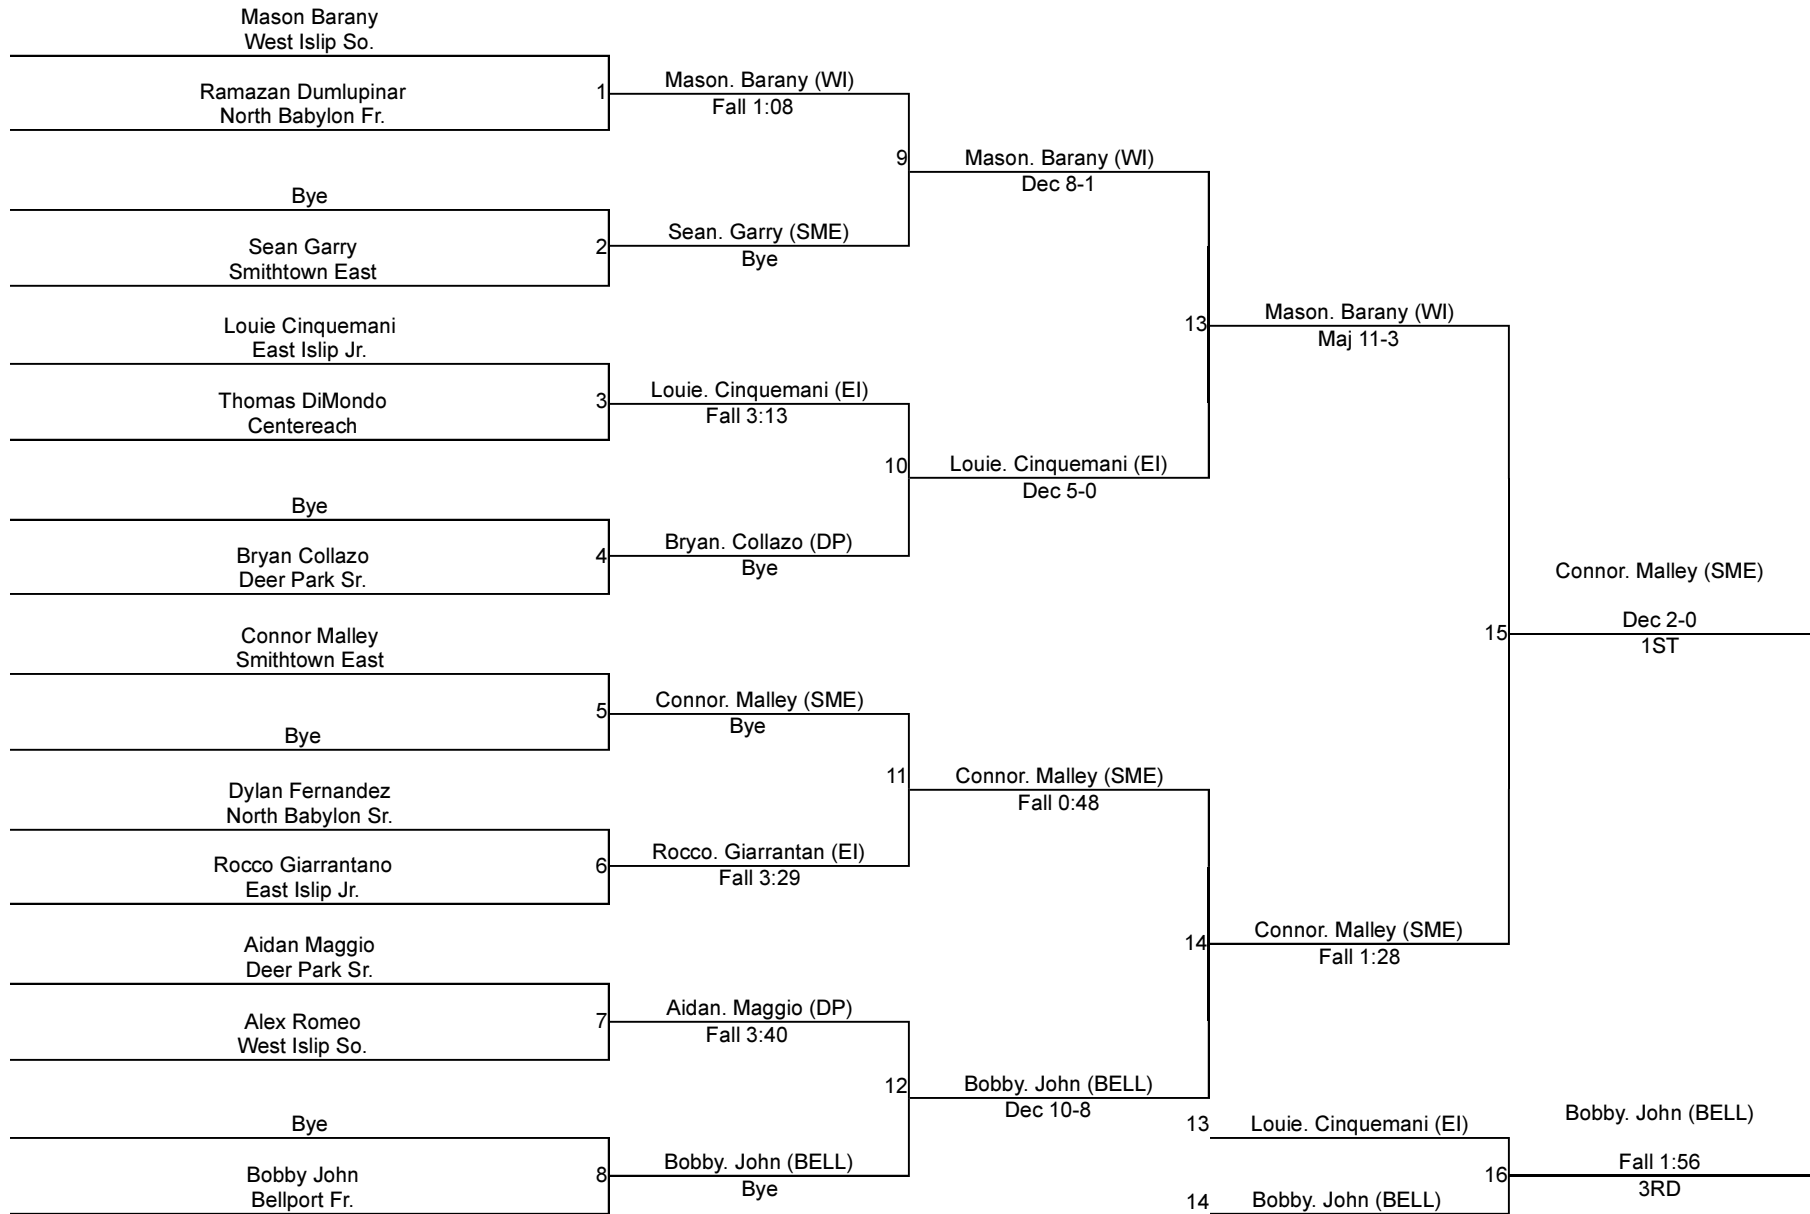 Mason Barany
West Islip So.
Ramazan Dumlupinar
North Babylon Fr.
1
Bye
Sean Garry
Smithtown East
2
Louie Cinquemani
East Islip Jr.
Thomas DiMondo
Centereach
3
Bye
Bryan Collazo
Deer Park Sr.
4
Connor Malley
Smithtown East
5
Bye
Dylan Fernandez
North Babylon Sr.
Rocco Giarrantano
East Islip Jr.
6
Aidan Maggio
Deer Park Sr.
Alex Romeo
West Islip So.
7
Bye
Bobby John
Bellport Fr.
8
Mason. Barany (WI)
Fall 1:08
9
Sean. Garry (SME)
Bye
Louie. Cinquemani (EI)
Fall 3:13
10
Bryan. Collazo (DP)
Bye
Connor. Malley (SME)
Bye
11
Rocco. Giarrantan (EI)
Fall 3:29
Aidan. Maggio (DP)
Fall 3:40
12
Bobby. John (BELL)
Bye
Mason. Barany (WI)
Dec 8-1
13
Louie. Cinquemani (EI)
Dec 5-0
Connor. Malley (SME)
Fall 0:48
14
Bobby. John (BELL)
Dec 10-8
Mason. Barany (WI)
Maj 11-3
15
Connor. Malley (SME)
Fall 1:28
Connor. Malley (SME)
Dec 2-0
1ST
13 Louie. Cinquemani (EI)
16
14 Bobby. John (BELL)
Bobby. John (BELL)
Fall 1:56
3RD